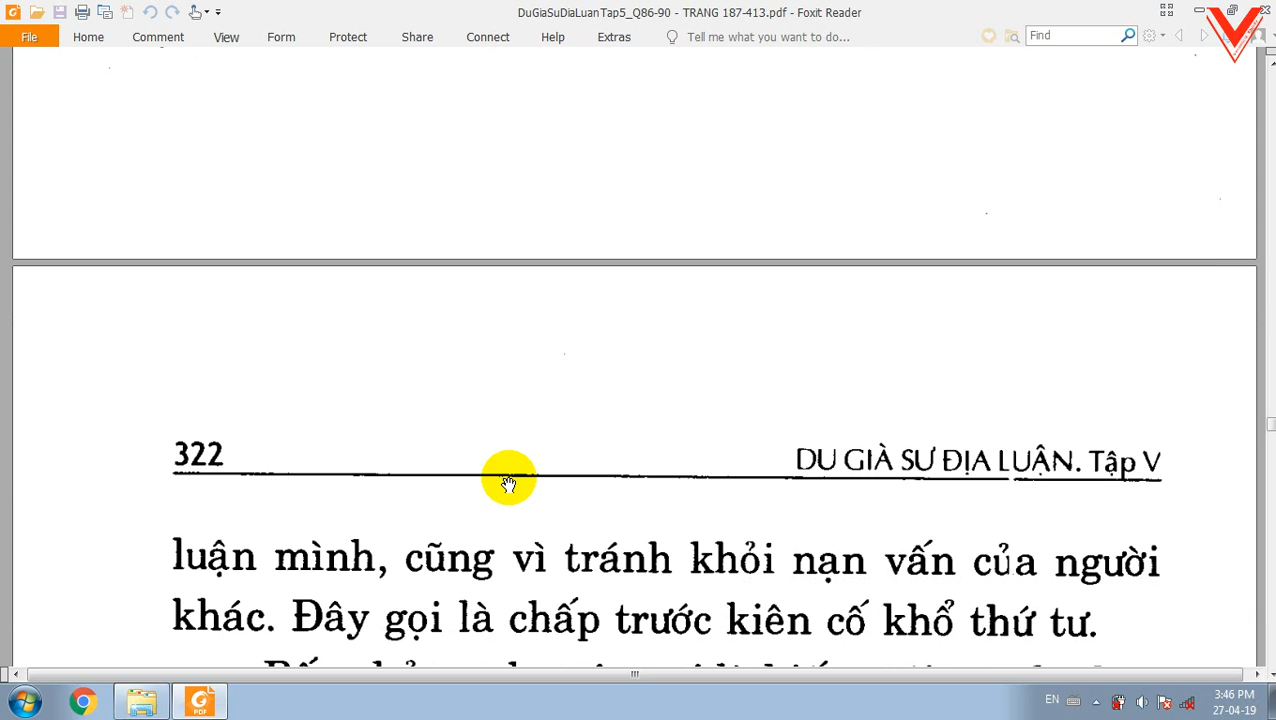 DuGiaSuDiaLuanTap5_Q86-90 - TRANG 187-413.pdf - Foxit Reader
File Home Comment View Form Protect Share Connect Help Extras Tell me what you want to do... Find
322 DU GIÀ SƯ ĐỊA LUẬN. Tập V
luận mình, cũng vì tránh khỏi nạn vấn của người
khác. Đây gọi là chấp trước kiên cố khổ thứ tư.
PDF
EN 3:46 PM
27-04-19